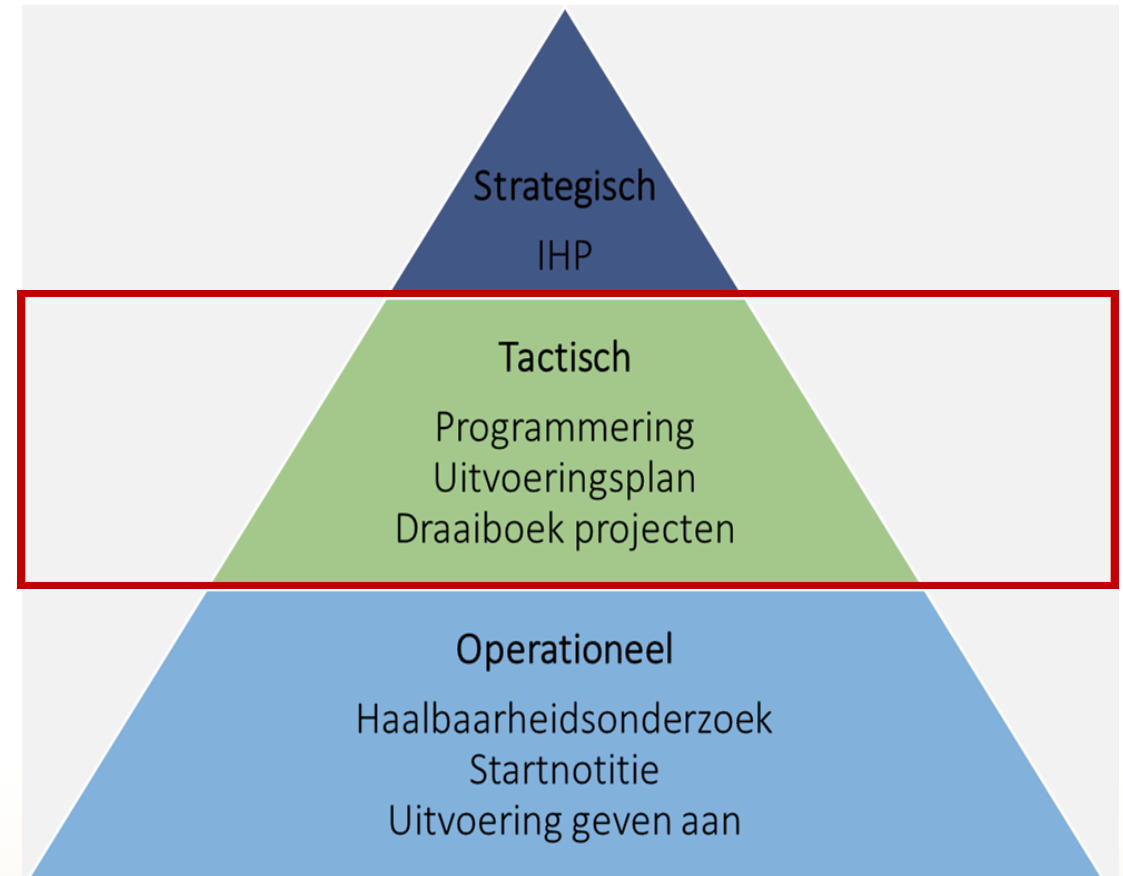 Strategisch
IHP
Tactisch
Programmering
Uitvoeringsplan
Draaiboek projecten
Operationeel
Haalbaarheidsonderzoek
Startnotitie
Uitvoering geven aan